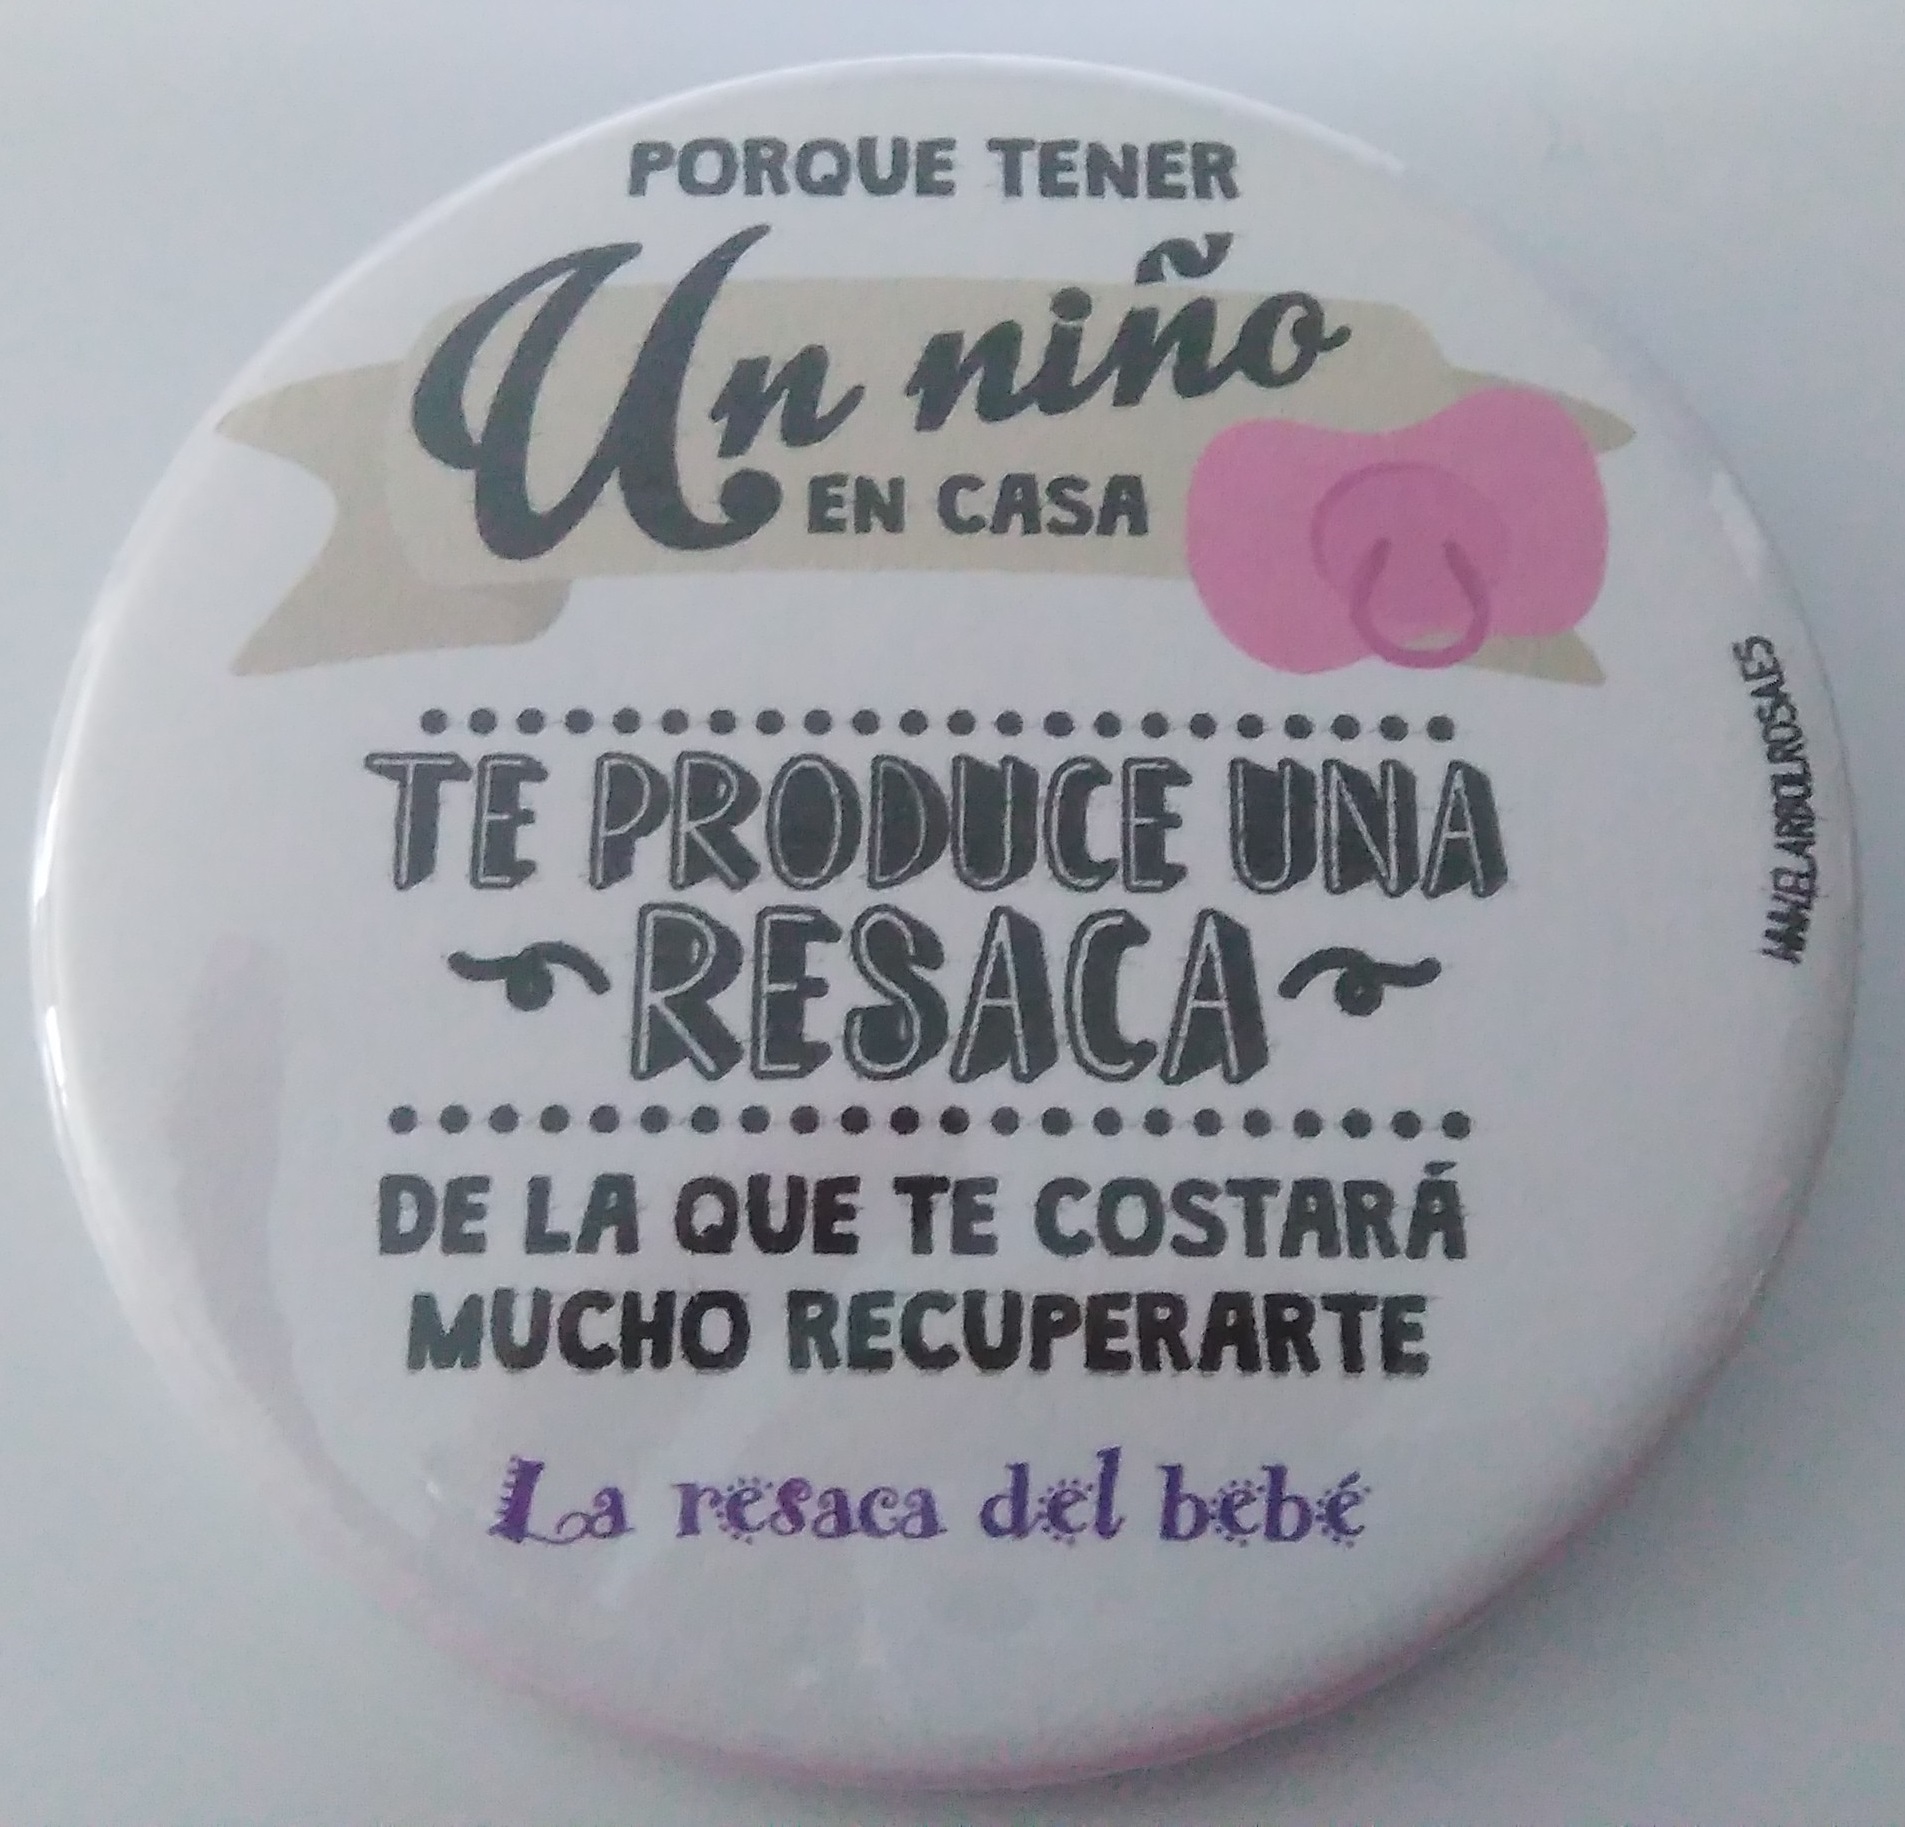 PORQUE TENER
Un niño
EN CASA
TE PRODUCE UNA
RESACA
DE LA QUE TE COSTARÁ
MUCHO RECUPERARTE
La resaca del bebé